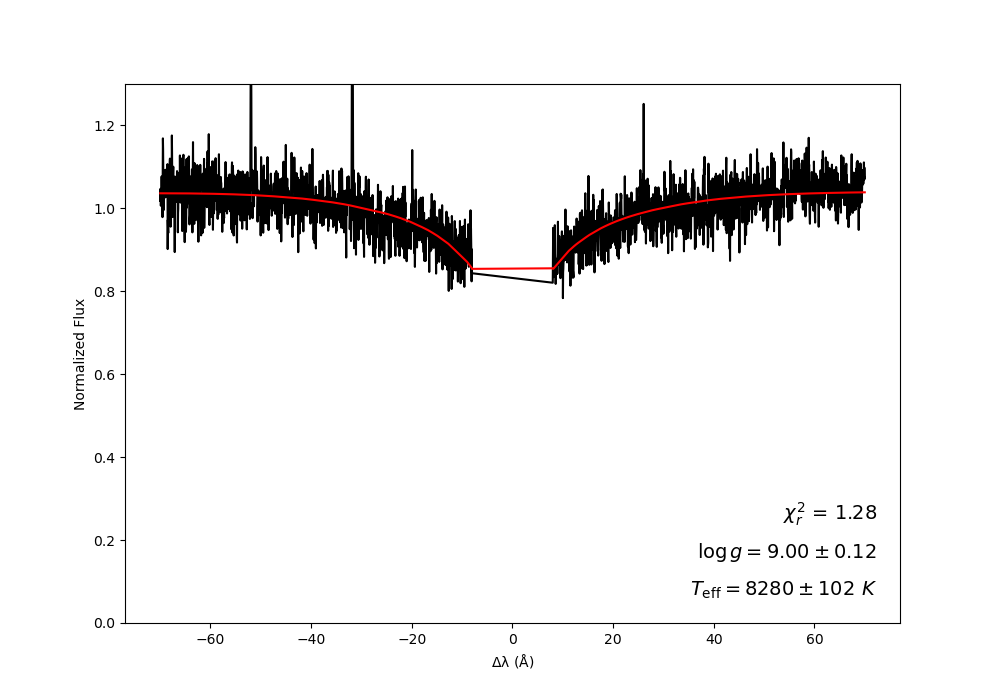 1.2
1.0
0.8
0.6
0.4
0.2
0.0
Normalized Flux
χ²ᵣ = 1.28
log g = 9.00 ± 0.12
T_eff = 8280 ± 102 K
−60 −40 −20 0 20 40 60
Δλ (Å)